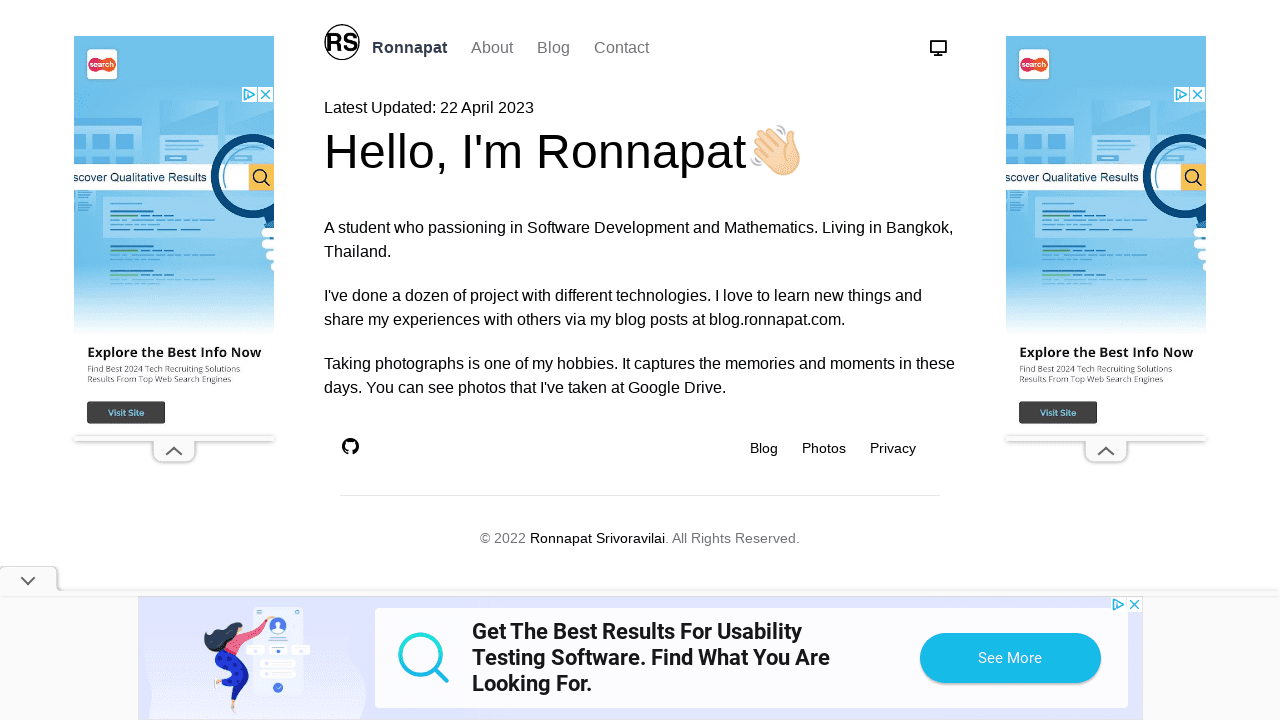 RS
Ronnapat About Blog Contact
Latest Updated: 22 April 2023
Hello, I'm Ronnapat👋🏻
A student who passioning in Software Development and Mathematics. Living in Bangkok,
Thailand.
I've done a dozen of project with different technologies. I love to learn new things and
share my experiences with others via my blog posts at blog.ronnapat.com.
Taking photographs is one of my hobbies. It captures the memories and moments in these
days. You can see photos that I've taken at Google Drive.
Blog Photos Privacy
© 2022 Ronnapat Srivoravilai. All Rights Reserved.
search
scover Qualitative Results
Explore the Best Info Now
Find Best 2024 Tech Recruiting Solutions
Results From Top Web Search Engines
Visit Site
search
scover Qualitative Results
Explore the Best Info Now
Find Best 2024 Tech Recruiting Solutions
Results From Top Web Search Engines
Visit Site
Get The Best Results For Usability
Testing Software. Find What You Are
Looking For.
See More